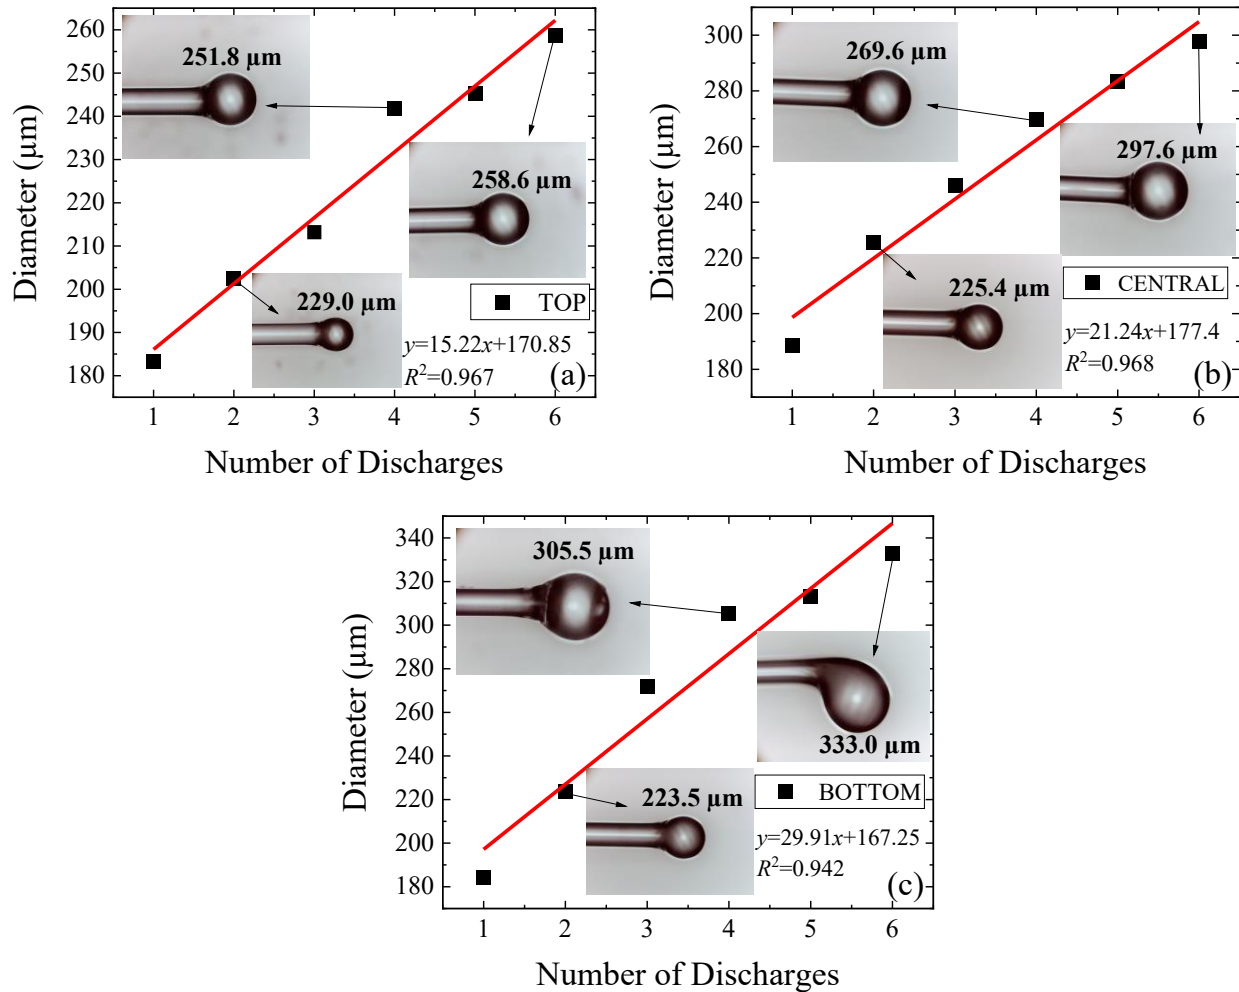 260
250
240
230
220
210
200
190
180
Diameter (μm)
251.8 μm
258.6 μm
229.0 μm
TOP
y=15.22x+170.85
R²=0.967
(a)
1 2 3 4 5 6
Number of Discharges
300
280
260
240
220
200
180
Diameter (μm)
269.6 μm
297.6 μm
225.4 μm
CENTRAL
y=21.24x+177.4
R²=0.968
(b)
1 2 3 4 5 6
Number of Discharges
340
320
300
280
260
240
220
200
180
Diameter (μm)
305.5 μm
333.0 μm
223.5 μm
BOTTOM
y=29.91x+167.25
R²=0.942
(c)
1 2 3 4 5 6
Number of Discharges